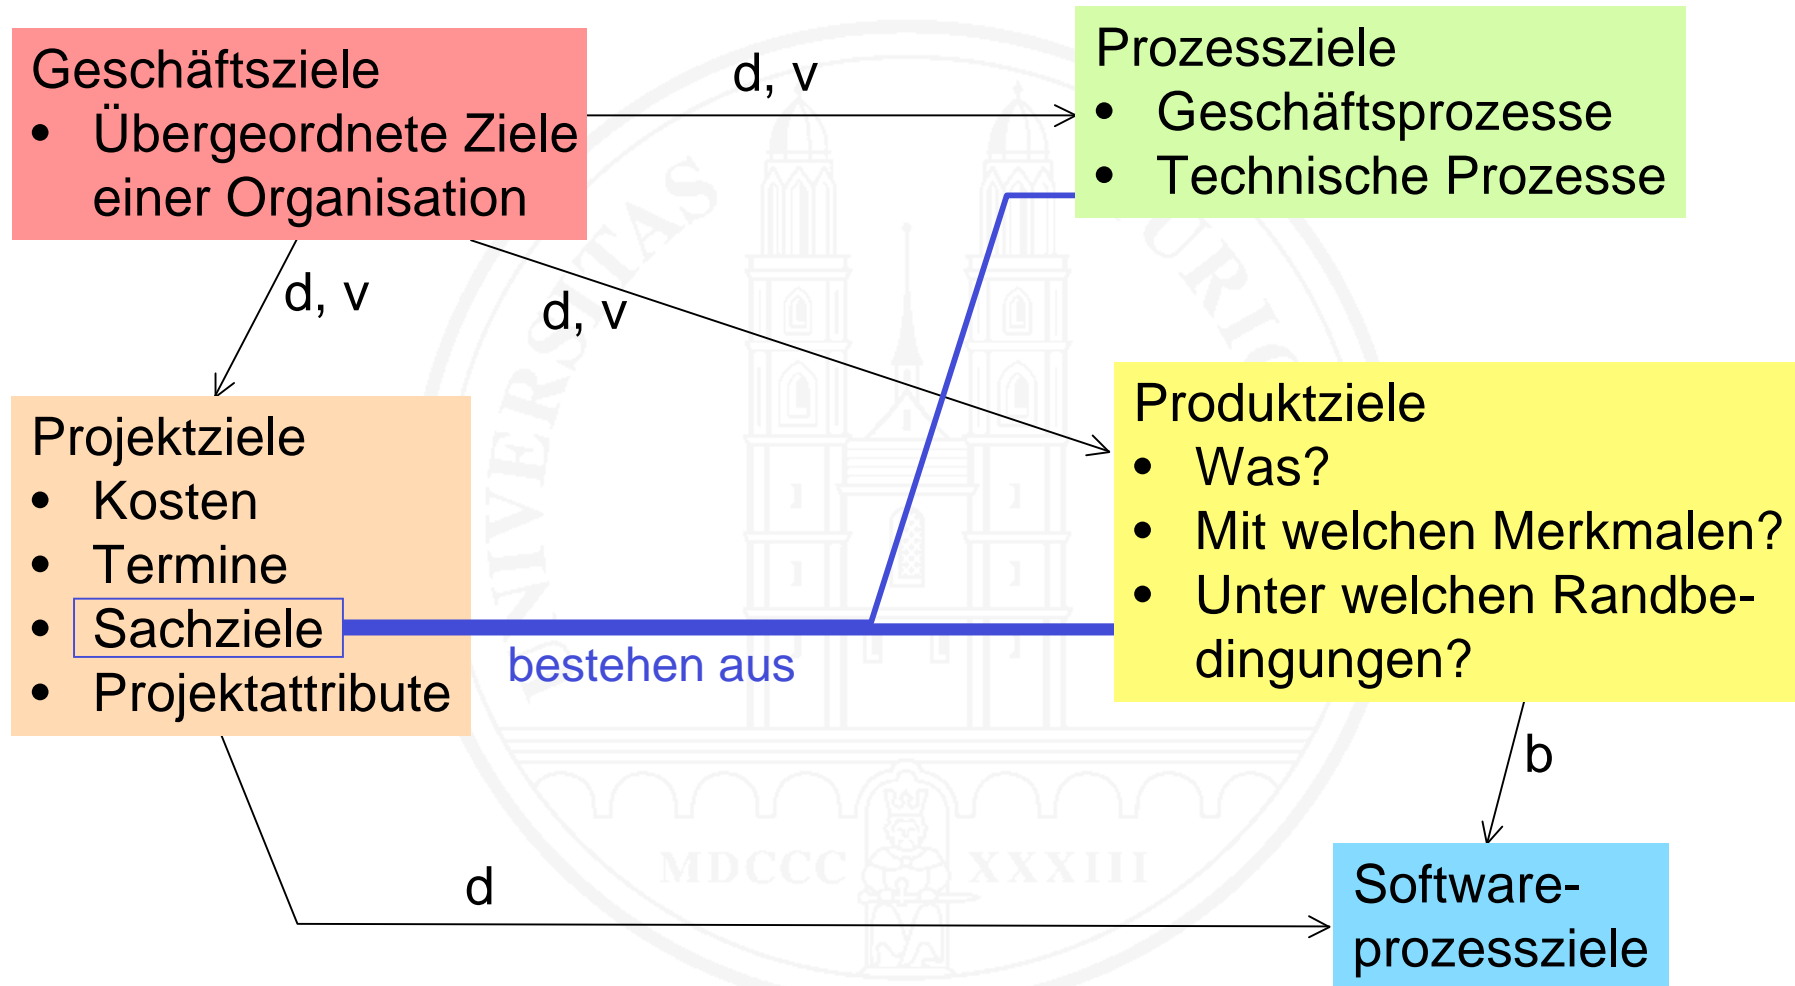 Geschäftsziele
• Übergeordnete Ziele
einer Organisation
d, v
Prozessziele
• Geschäftsprozesse
• Technische Prozesse
d, v
d, v
Projektziele
• Kosten
• Termine
• Sachziele
• Projektattribute
bestehen aus
Produktziele
• Was?
• Mit welchen Merkmalen?
• Unter welchen Randbe-
dingungen?
b
d
Software-
prozessziele
MDCCC XXXIII